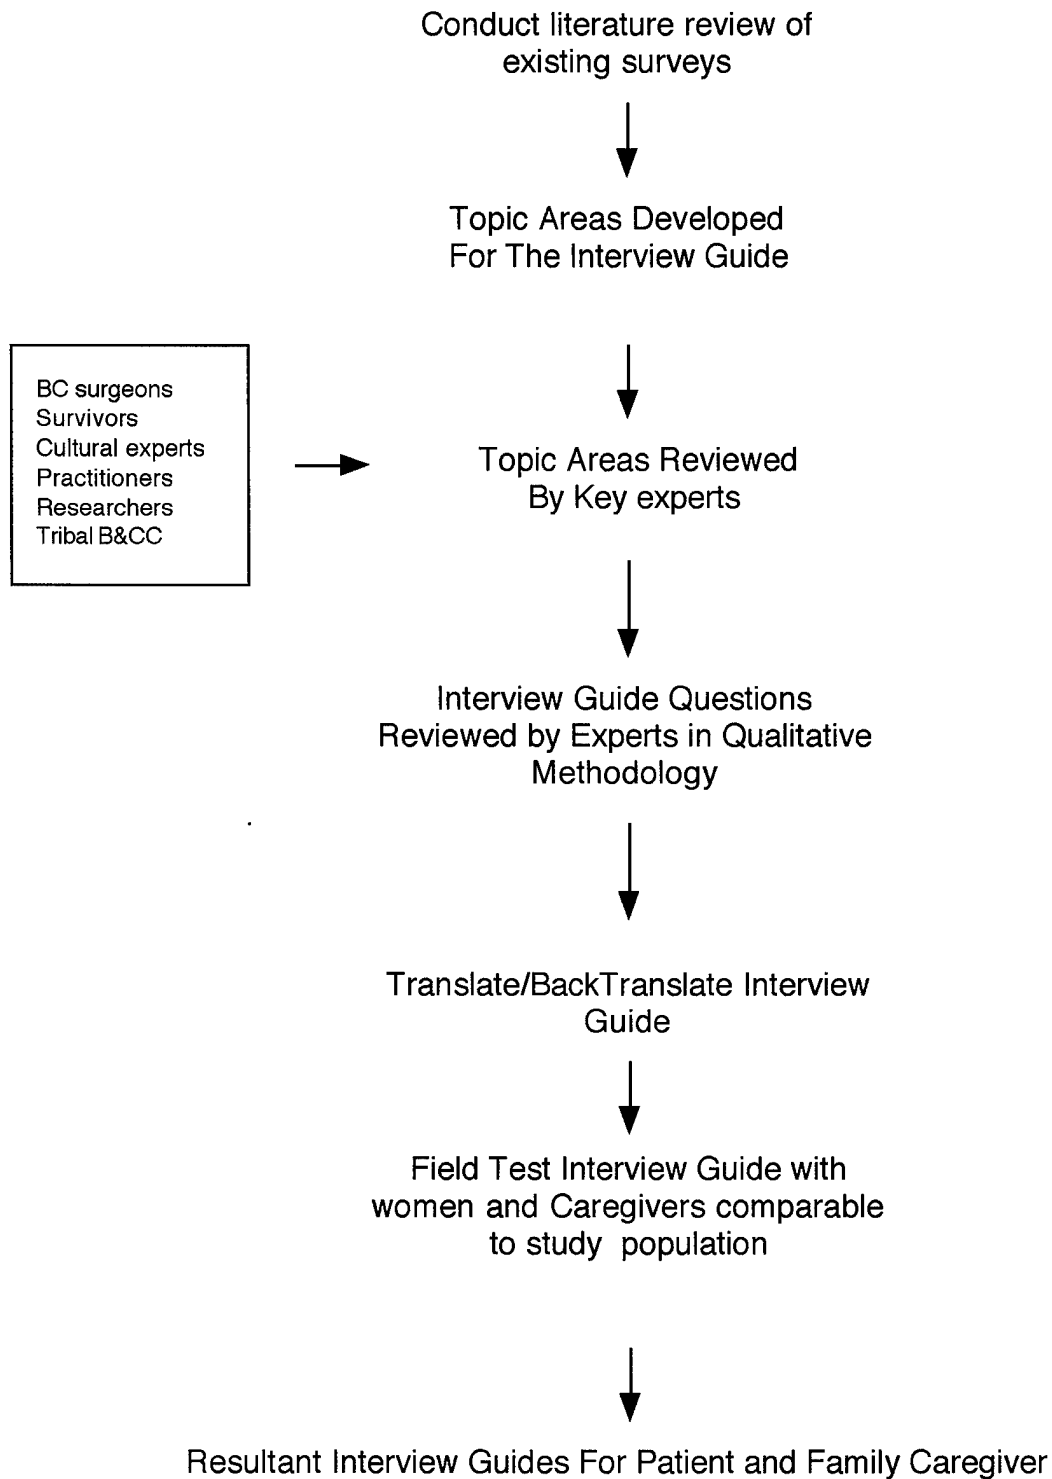 Conduct literature review of
existing surveys
Topic Areas Developed
For The Interview Guide
BC surgeons
Survivors
Cultural experts
Practitioners
Researchers
Tribal B&CC
Topic Areas Reviewed
By Key experts
Interview Guide Questions
Reviewed by Experts in Qualitative
Methodology
Translate/BackTranslate Interview
Guide
Field Test Interview Guide with
women and Caregivers comparable
to study population
Resultant Interview Guides For Patient and Family Caregiver